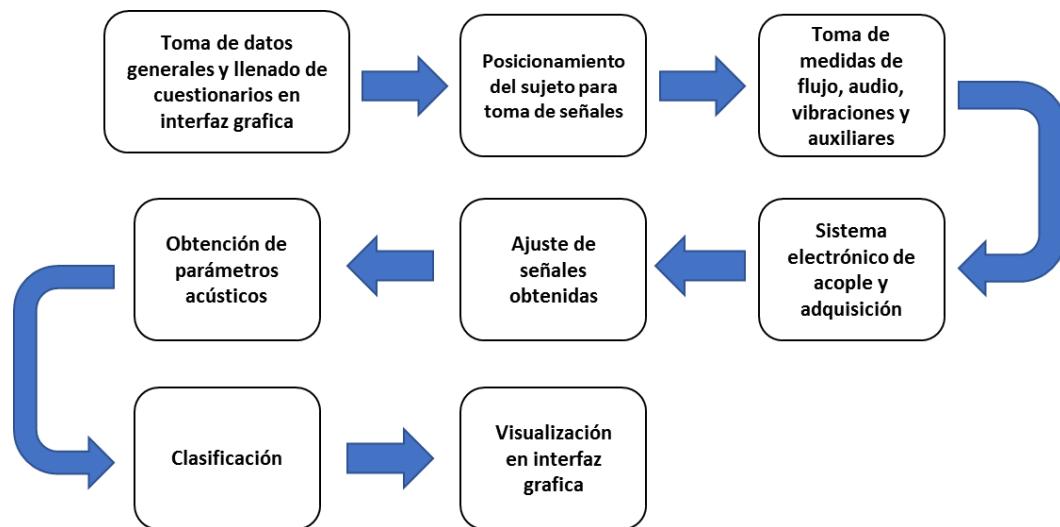 Toma de datos
generales y llenado de
cuestionarios en
interfaz grafica
Posicionamiento
del sujeto para
toma de señales
Toma de
medidas de
flujo, audio,
vibraciones y
auxiliares
Sistema
electrónico de
acople y
adquisición
Ajuste de
señales
obtenidas
Obtención de
parámetros
acústicos
Clasificación
Visualización
en interfaz
grafica